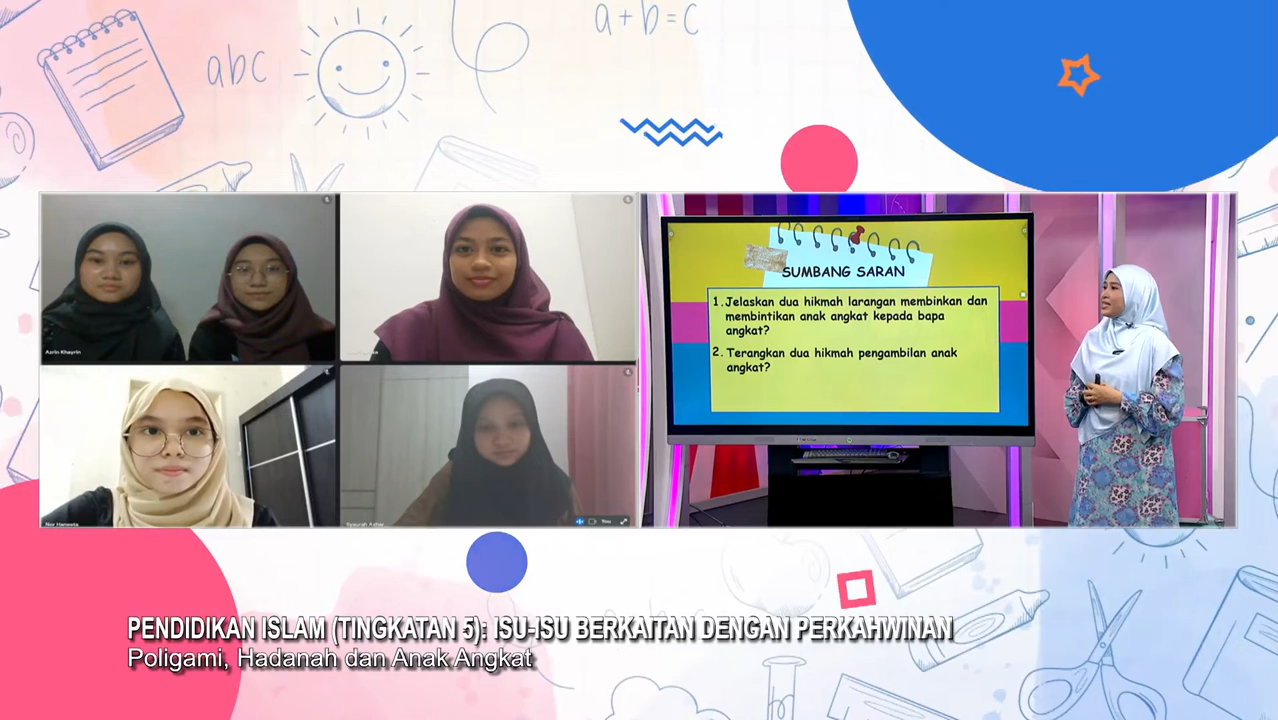 abc
a+b=c
SUMBANG SARAN
1. Jelaskan dua hikmah larangan membinkan dan
membintikan anak angkat kepada bapa
angkat?
2. Terangkan dua hikmah pengambilan anak
angkat?
Azrin Khayrin
You
PENDIDIKAN ISLAM (TINGKATAN 5): ISU-ISU BERKAITAN DENGAN PERKAHWINAN
Poligami, Hadanah dan Anak Angkat